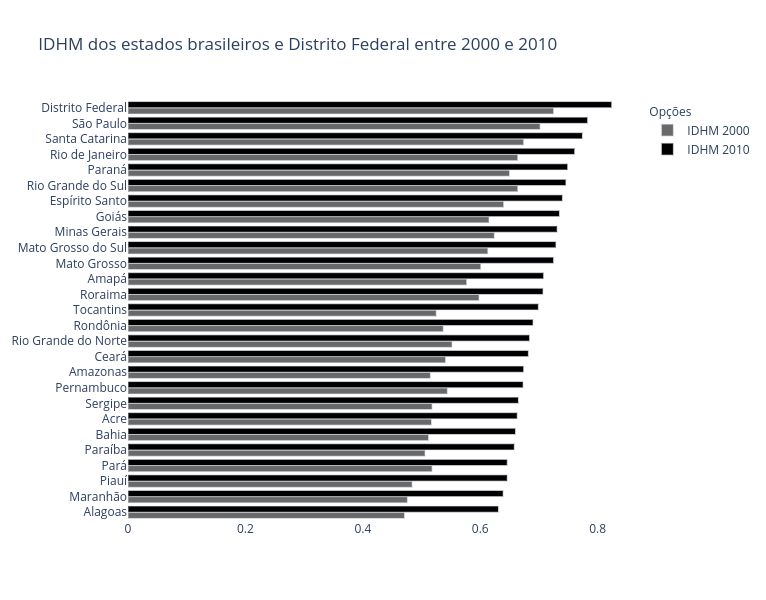 IDHM dos estados brasileiros e Distrito Federal entre 2000 e 2010
Opções
IDHM 2000
IDHM 2010
Distrito Federal
São Paulo
Santa Catarina
Rio de Janeiro
Paraná
Rio Grande do Sul
Espírito Santo
Goiás
Minas Gerais
Mato Grosso do Sul
Mato Grosso
Amapá
Roraima
Tocantins
Rondônia
Rio Grande do Norte
Ceará
Amazonas
Pernambuco
Sergipe
Acre
Bahia
Paraíba
Pará
Piauí
Maranhão
Alagoas
0 0.2 0.4 0.6 0.8